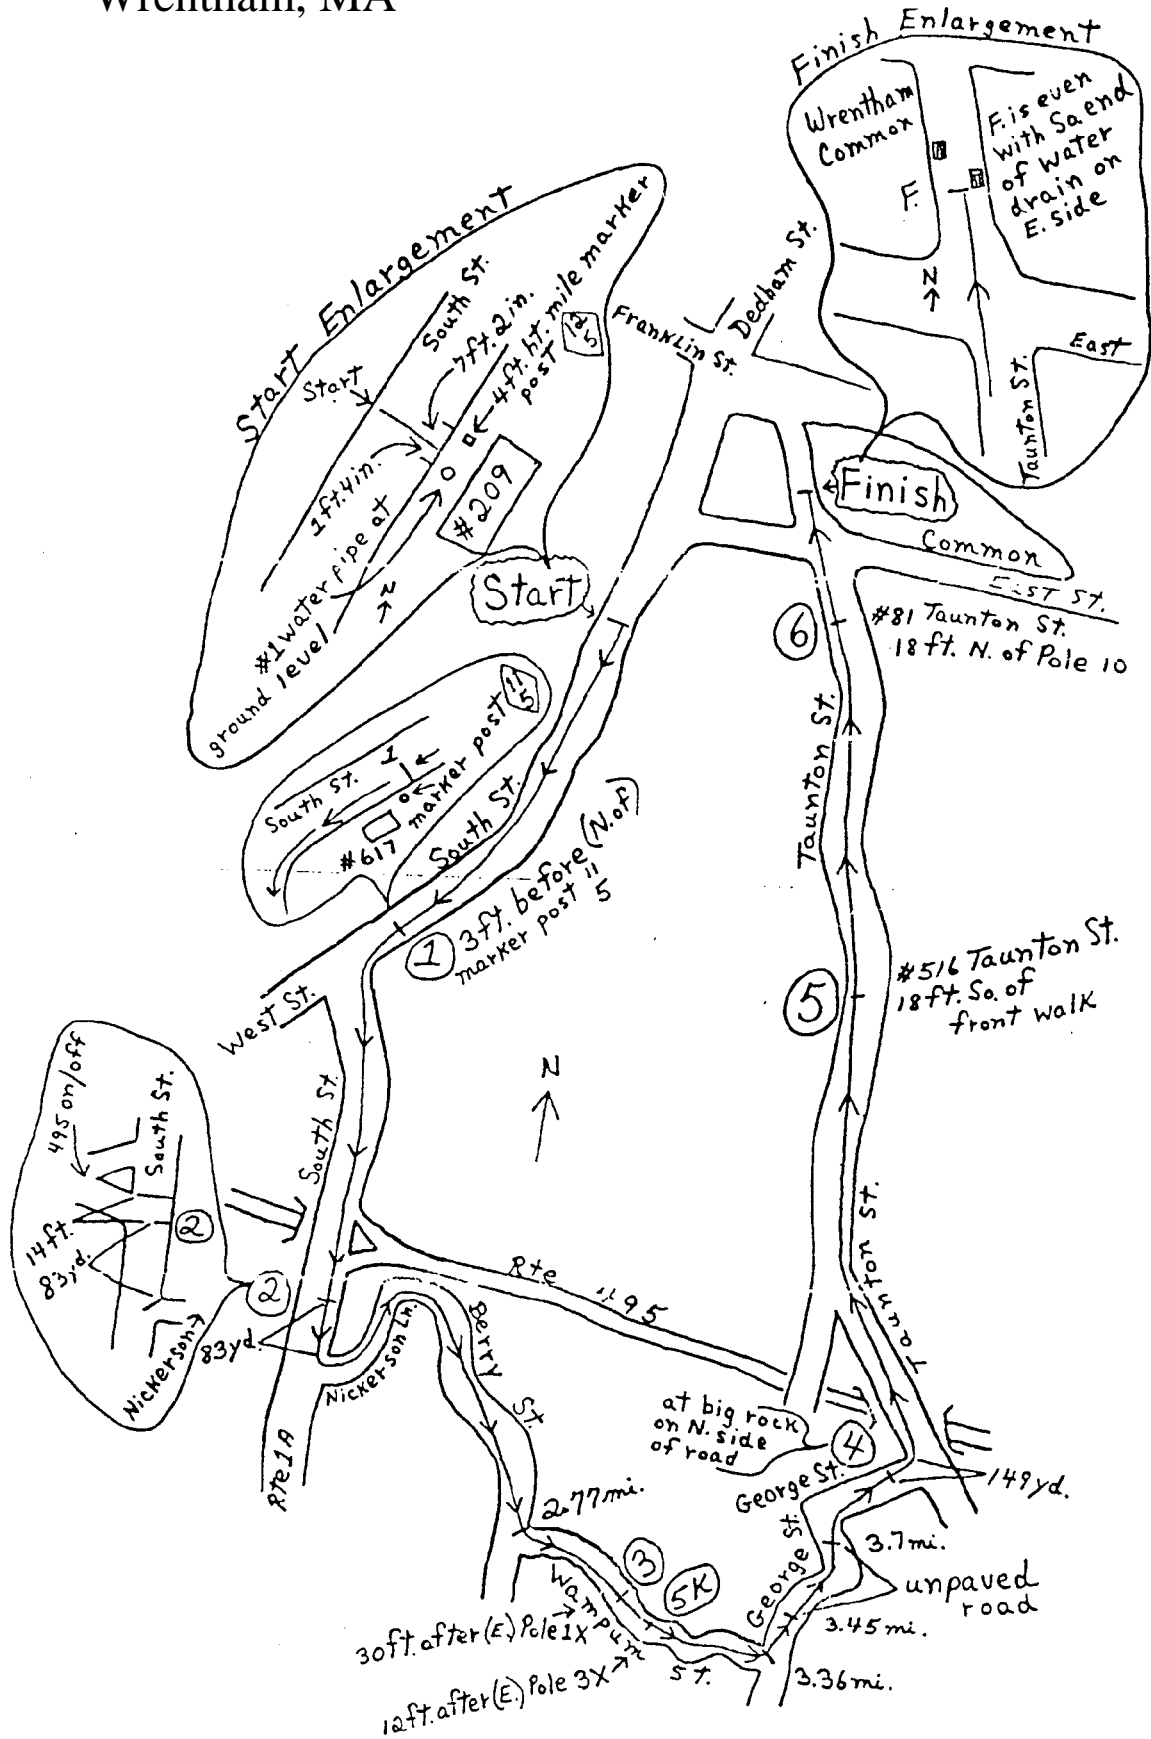 Wrentham, MA
Finish Enlargement
Wrentham
Common
F. is even
with So. end
of water
drain on
E. side
F.
N
East
Taunton St.
Start Enlargement
South St.
Start
7ft. 2in.
4ft. ht. mile marker
post
12
5
1ft. 4in.
#209
#1 water pipe at
ground level
N
Franklin St.
Dedham St.
Finish
Common
East St.
Start
6
#81 Taunton St.
18ft. N. of Pole 10
Taunton St.
South St.
1
marker post
11
5
#617
South St.
1
3ft. before (N. of)
marker post 11
5
West St.
5
#516 Taunton St.
18ft. So. of
front walk
N
495 on/off
South St.
2
14ft.
83yd.
Nickerson
South St.
2
83yd.
Nickerson Ln.
Rte 1A
Rte 495
Berry
St.
Taunton St.
Taunton
at big rock
on N. side
of road
4
George St.
149yd.
2.77mi.
3
5K
George St.
3.7mi.
unpaved
road
3.45mi.
Wampum
St.
3.36mi.
30ft. after (E.) Pole 1X
12ft. after (E.) Pole 3X